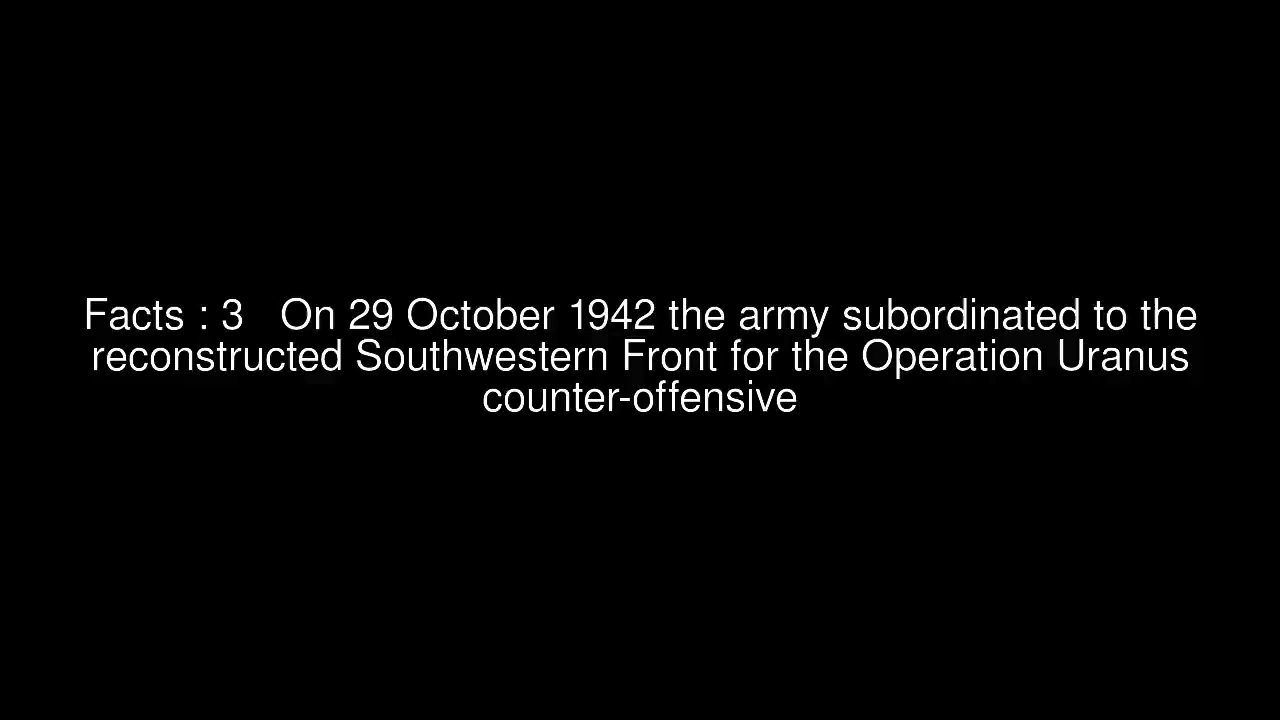 Facts : 3   On 29 October 1942 the army subordinated to the
reconstructed Southwestern Front for the Operation Uranus
counter-offensive